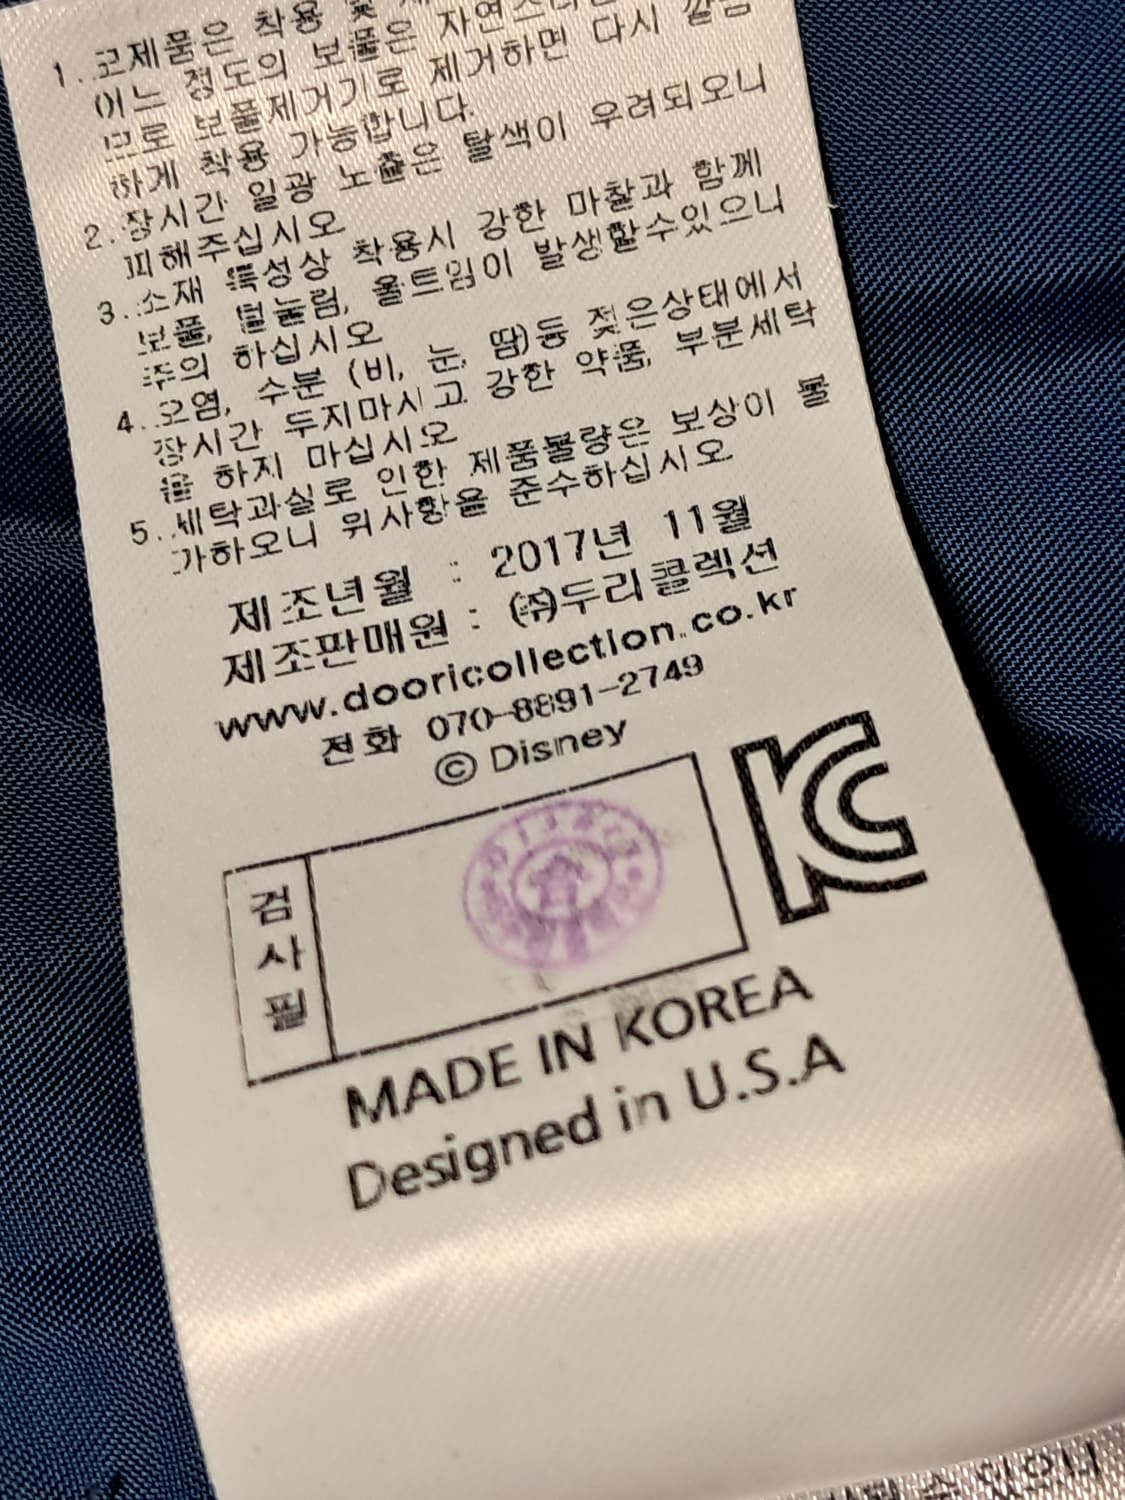 1. 코제품은 착용 및
어느 정도의 보풀은
므로 보풀제거기로 제거하면 다시
하게 착용 가능합니다.
2. 장시간 일광 노출은 탈색이 우려되오니
피해주십시오
3. 소재 특성상 착용시 강한 마찰과 함께
보풀, 털눌림, 올트임이 발생할수있으니
주의 하십시오
4. 오염, 수분 (비, 눈, 땀)등 젖은상태에서
장시간 두지마시고 강한 약품, 부분세탁
을 하지 마십시오
5. 세탁과실로 인한 제품불량은 보상이 불
가하오니 위사항을 준수하십시오
제조년월 : 2017년 11월
제조판매원 : (주)두리콜렉션
www.dooricollection.co.kr
전화 070-8891-2749
© Disney
검사필
KC
MADE IN KOREA
Designed in U.S.A